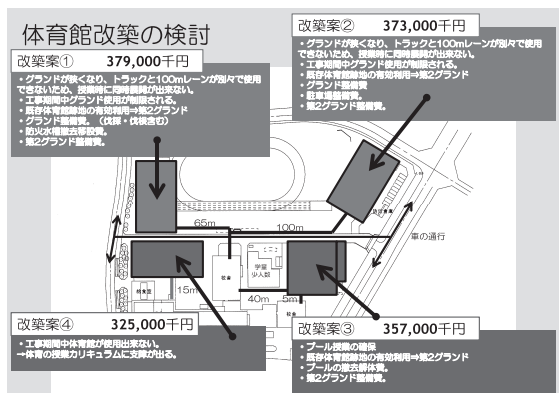 体育館改築の検討
改築案① 379,000千円
・グランドが狭くなり、トラックと100mレーンが別々で使用
できないため、授業時に同時展開が出来ない。
・工事期間中グランド使用が制限される。
・既存体育館跡地の有効利用⇒第2グランド
・グランド整備費。（伐採・伐根含む）
・防火水槽撤去移設費。
・第2グランド整備費。
改築案② 373,000千円
・グランドが狭くなり、トラックと100mレーンが別々で使用
できないため、授業時に同時展開が出来ない。
・工事期間中グランド使用が制限される。
・既存体育館跡地の有効利用⇒第2グランド
・グランド整備費
・駐車場整備費。
・第2グランド整備費。
65m
100m
車の通行
15m
40m
5m
学童
少人数
校舎
校舎
改築案④ 325,000千円
・工事期間中体育館が使用出来ない。
→体育の授業カリキュラムに支障が出る。
改築案③ 357,000千円
・プール授業の確保
・既存体育館跡地の有効利用⇒第2グランド
・プールの撤去解体費。
・第2グランド整備費。